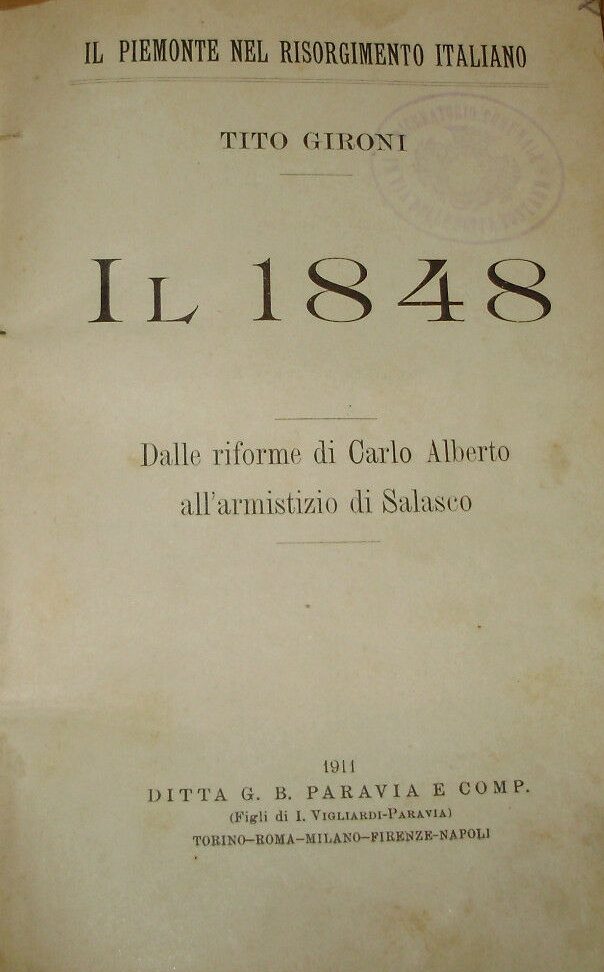 IL PIEMONTE NEL RISORGIMENTO ITALIANO
TITO GIRONI
IL 1848
Dalle riforme di Carlo Alberto
all'armistizio di Salasco
1911
DITTA G. B. PARAVIA E COMP.
(Figli di I. VIGLIARDI-PARAVIA)
TORINO-ROMA-MILANO-FIRENZE-NAPOLI